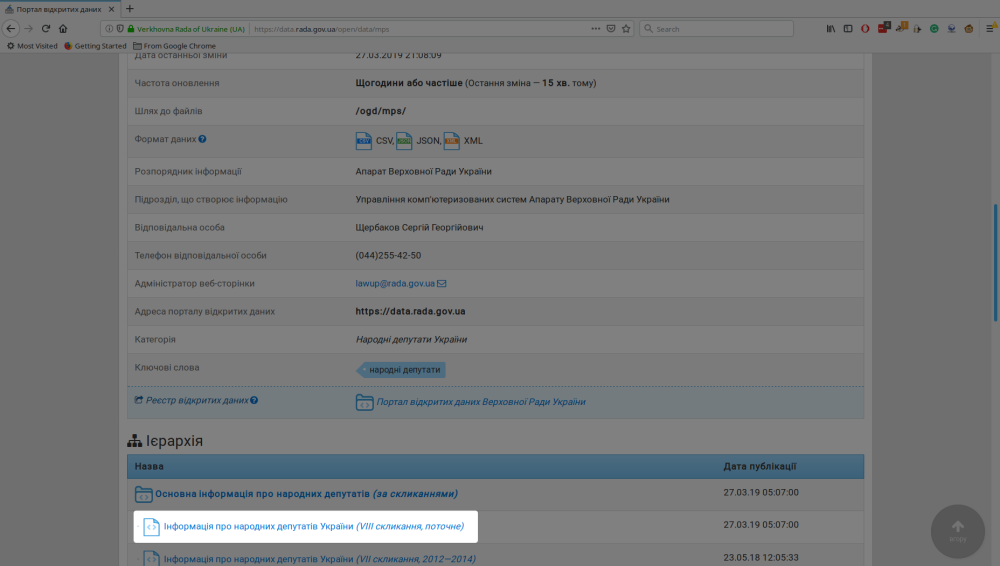 Портал відкритих даних
Verkhovna Rada of Ukraine (UA) https://data.rada.gov.ua/open/data/mps Search
Most Visited Getting Started From Google Chrome
Дата останньої зміни 27.03.2019 21:08:09
Частота оновлення Щогодини або частіше (Остання зміна — 15 хв. тому)
Шлях до файлів /ogd/mps/
Формат даних CSV, JSON, XML
Розпорядник інформації Апарат Верховної Ради України
Підрозділ, що створює інформацію Управління комп'ютеризованих систем Апарату Верховної Ради України
Відповідальна особа Щербаков Сергій Георгійович
Телефон відповідальної особи (044)255-42-50
Адміністратор веб-сторінки lawup@rada.gov.ua
Адреса порталу відкритих даних https://data.rada.gov.ua
Категорія Народні депутати України
Ключові слова народні депутати
Реєстр відкритих даних Портал відкритих даних Верховної Ради України
Ієрархія
Назва Дата публікації
Основна інформація про народних депутатів (за скликаннями) 27.03.19 05:07:00
Інформація про народних депутатів України (VIII скликання, поточне) 27.03.19 05:07:00
Інформація про народних депутатів України (VII скликання, 2012—2014) 23.05.18 12:05:33